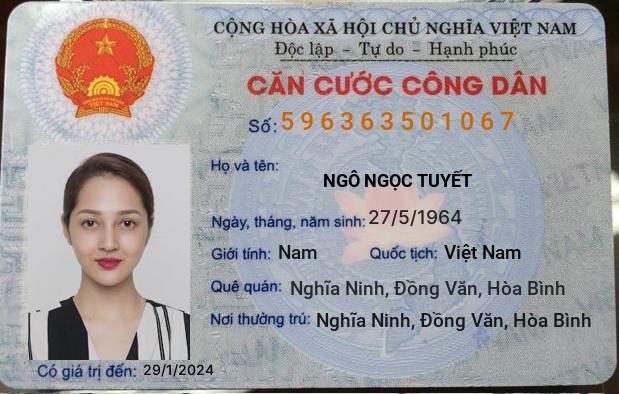 CỘNG HÒA XÃ HỘI CHỦ NGHĨA VIỆT NAM
Độc lập - Tự do - Hạnh phúc
CĂN CƯỚC CÔNG DÂN
Số: 596363501067
Họ và tên:
NGÔ NGỌC TUYẾT
Ngày, tháng, năm sinh: 27/5/1964
Giới tính: Nam Quốc tịch: Việt Nam
Quê quán: Nghĩa Ninh, Đồng Văn, Hòa Bình
Nơi thường trú: Nghĩa Ninh, Đồng Văn, Hòa Bình
Có giá trị đến: 29/1/2024